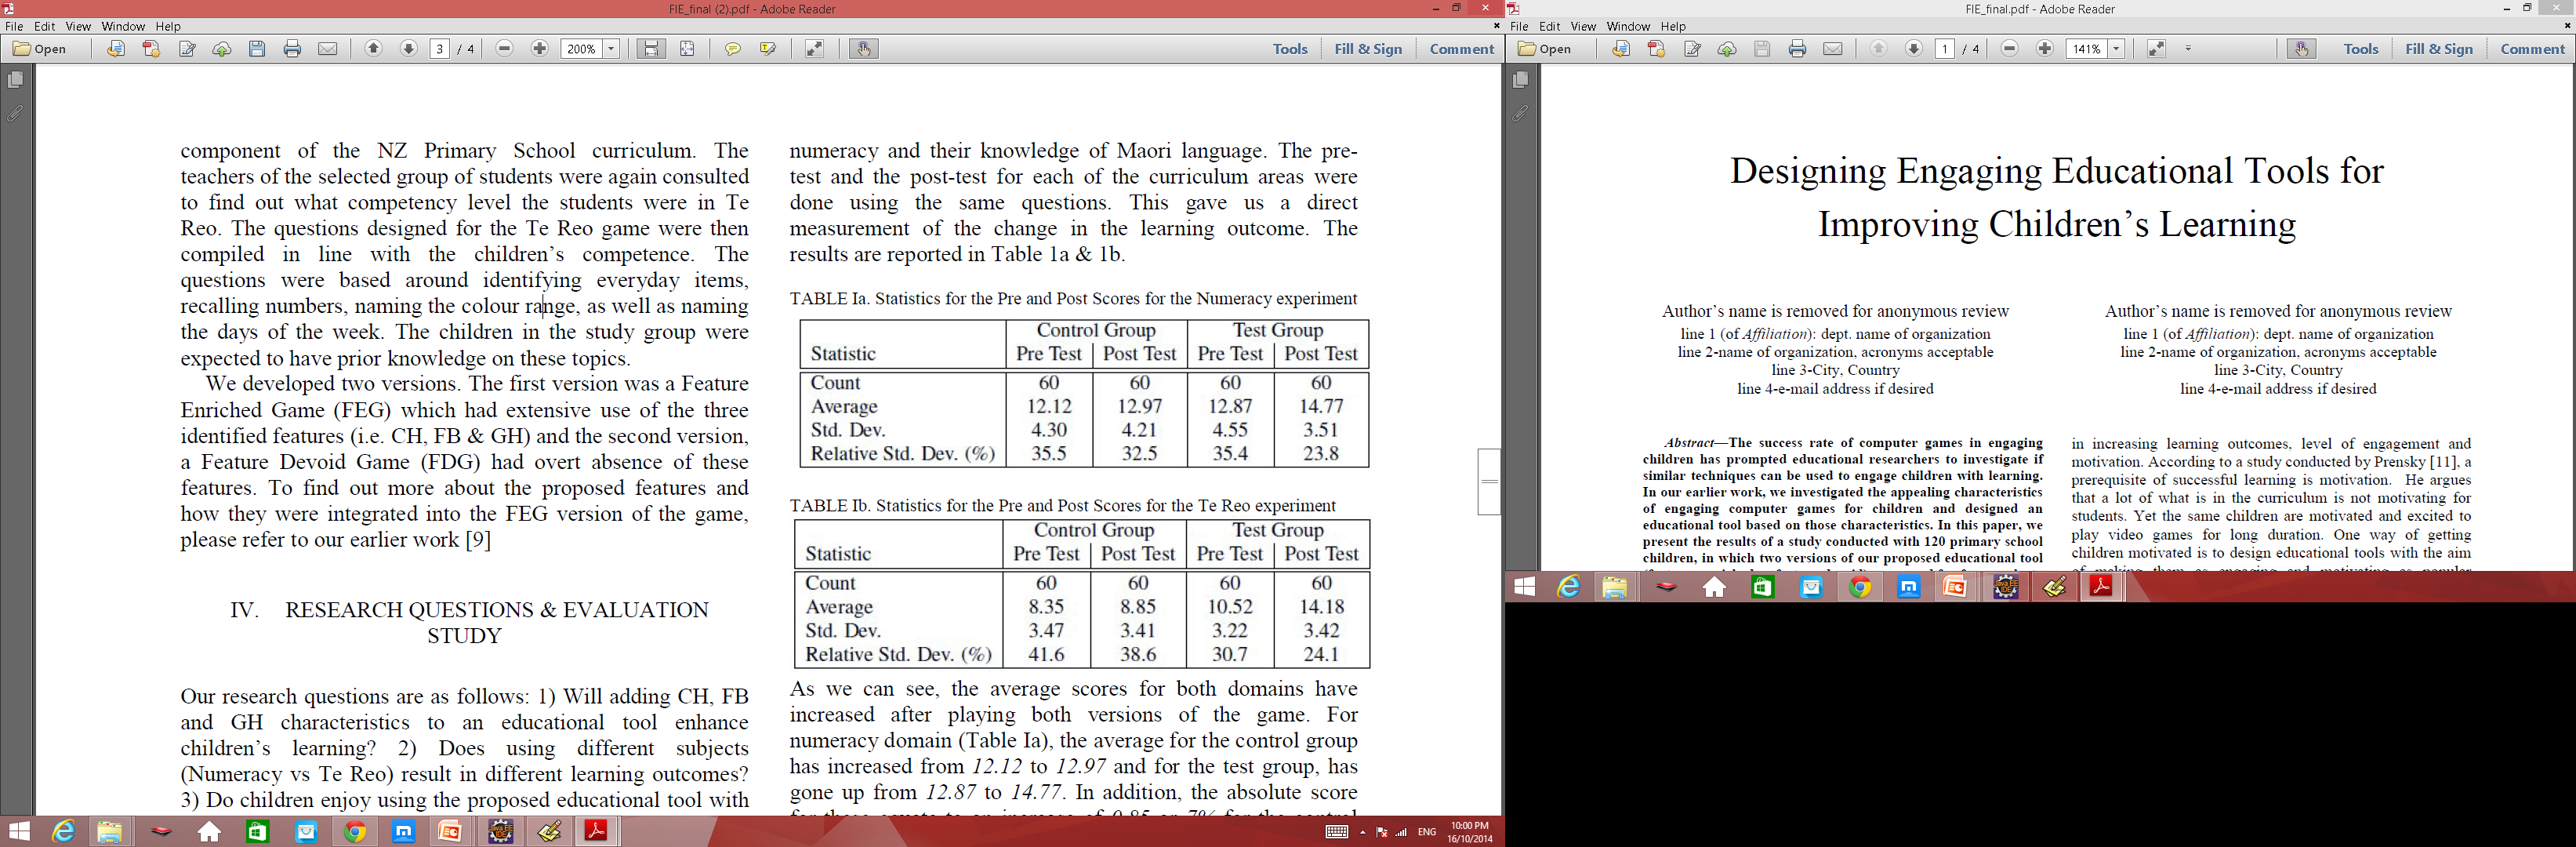 FIE_final (2).pdf - Adobe Reader
File Edit View Window Help
Open 3 / 4 200% Tools Fill & Sign Comment
component of the NZ Primary School curriculum. The
teachers of the selected group of students were again consulted
to find out what competency level the students were in Te
Reo. The questions designed for the Te Reo game were then
compiled in line with the children's competence. The
questions were based around identifying everyday items,
recalling numbers, naming the colour range, as well as naming
the days of the week. The children in the study group were
expected to have prior knowledge on these topics.
We developed two versions. The first version was a Feature
Enriched Game (FEG) which had extensive use of the three
identified features (i.e. CH, FB & GH) and the second version,
a Feature Devoid Game (FDG) had overt absence of these
features. To find out more about the proposed features and
how they were integrated into the FEG version of the game,
please refer to our earlier work [9]
IV. RESEARCH QUESTIONS & EVALUATION
STUDY
Our research questions are as follows: 1) Will adding CH, FB
and GH characteristics to an educational tool enhance
children's learning? 2) Does using different subjects
(Numeracy vs Te Reo) result in different learning outcomes?
3) Do children enjoy using the proposed educational tool with
numeracy and their knowledge of Maori language. The pre-
test and the post-test for each of the curriculum areas were
done using the same questions. This gave us a direct
measurement of the change in the learning outcome. The
results are reported in Table 1a & 1b.
TABLE Ia. Statistics for the Pre and Post Scores for the Numeracy experiment
Control Group Test Group
Statistic Pre Test Post Test Pre Test Post Test
Count 60 60 60 60
Average 12.12 12.97 12.87 14.77
Std. Dev. 4.30 4.21 4.55 3.51
Relative Std. Dev. (%) 35.5 32.5 35.4 23.8
TABLE Ib. Statistics for the Pre and Post Scores for the Te Reo experiment
Control Group Test Group
Statistic Pre Test Post Test Pre Test Post Test
Count 60 60 60 60
Average 8.35 8.85 10.52 14.18
Std. Dev. 3.47 3.41 3.22 3.42
Relative Std. Dev. (%) 41.6 38.6 30.7 24.1
As we can see, the average scores for both domains have
increased after playing both versions of the game. For
numeracy domain (Table Ia), the average for the control group
has increased from 12.12 to 12.97 and for the test group, has
gone up from 12.87 to 14.77. In addition, the absolute score
ENG 10:00 PM
16/10/2014
FIE_final.pdf - Adobe Reader
File Edit View Window Help
Open 1 / 4 141% Tools Fill & Sign Comment
Designing Engaging Educational Tools for
Improving Children's Learning
Author's name is removed for anonymous review
line 1 (of Affiliation): dept. name of organization
line 2-name of organization, acronyms acceptable
line 3-City, Country
line 4-e-mail address if desired
Author's name is removed for anonymous review
line 1 (of Affiliation): dept. name of organization
line 2-name of organization, acronyms acceptable
line 3-City, Country
line 4-e-mail address if desired
Abstract—The success rate of computer games in engaging
children has prompted educational researchers to investigate if
similar techniques can be used to engage children with learning.
In our earlier work, we investigated the appealing characteristics
of engaging computer games for children and designed an
educational tool based on those characteristics. In this paper, we
present the results of a study conducted with 120 primary school
children, in which two versions of our proposed educational tool
in increasing learning outcomes, level of engagement and
motivation. According to a study conducted by Prensky [11], a
prerequisite of successful learning is motivation. He argues
that a lot of what is in the curriculum is not motivating for
students. Yet the same children are motivated and excited to
play video games for long duration. One way of getting
children motivated is to design educational tools with the aim